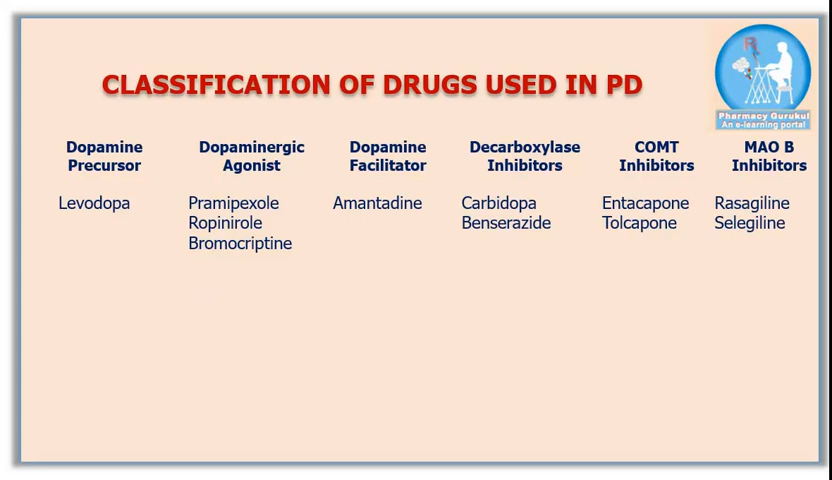 CLASSIFICATION OF DRUGS USED IN PD
Pharmacy Gurukul
An e-learning portal
Dopamine Precursor
Levodopa
Dopaminergic Agonist
Pramipexole
Ropinirole
Bromocriptine
Dopamine Facilitator
Amantadine
Decarboxylase Inhibitors
Carbidopa
Benserazide
COMT Inhibitors
Entacapone
Tolcapone
MAO B Inhibitors
Rasagiline
Selegiline